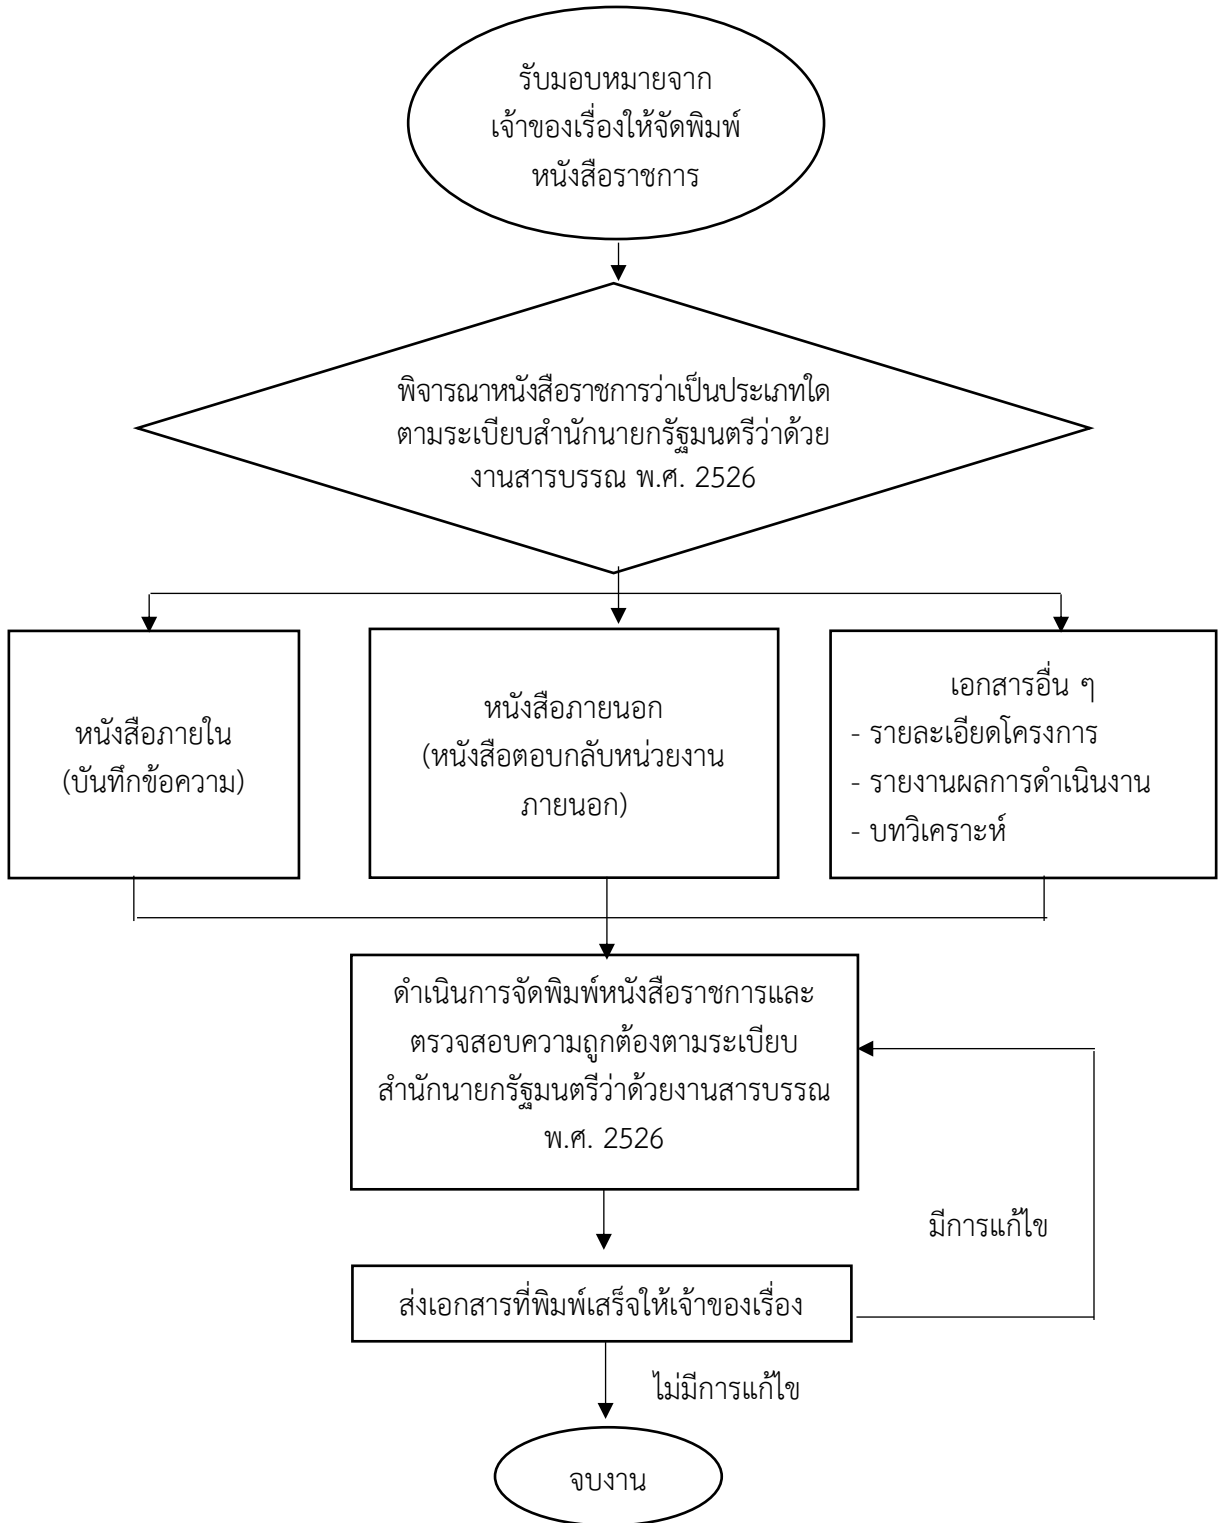 รับมอบหมายจาก
เจ้าของเรื่องให้จัดพิมพ์
หนังสือราชการ
พิจารณาหนังสือราชการว่าเป็นประเภทใด
ตามระเบียบสำนักนายกรัฐมนตรีว่าด้วย
งานสารบรรณ พ.ศ. 2526
หนังสือภายใน
(บันทึกข้อความ)
หนังสือภายนอก
(หนังสือตอบกลับหน่วยงาน
ภายนอก)
เอกสารอื่น ๆ
- รายละเอียดโครงการ
- รายงานผลการดำเนินงาน
- บทวิเคราะห์
ดำเนินการจัดพิมพ์หนังสือราชการและ
ตรวจสอบความถูกต้องตามระเบียบ
สำนักนายกรัฐมนตรีว่าด้วยงานสารบรรณ
พ.ศ. 2526
มีการแก้ไข
ส่งเอกสารที่พิมพ์เสร็จให้เจ้าของเรื่อง
ไม่มีการแก้ไข
จบงาน